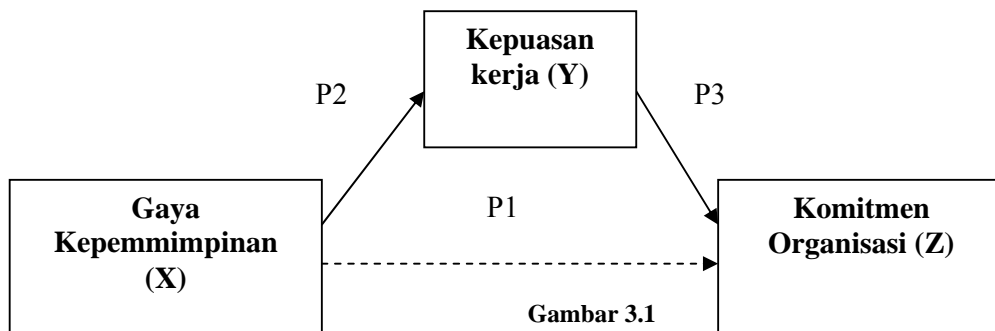 Kepuasan
kerja (Y)
P2
P3
Gaya
Kepemmimpinan
(X)
P1
Komitmen
Organisasi (Z)
Gambar 3.1